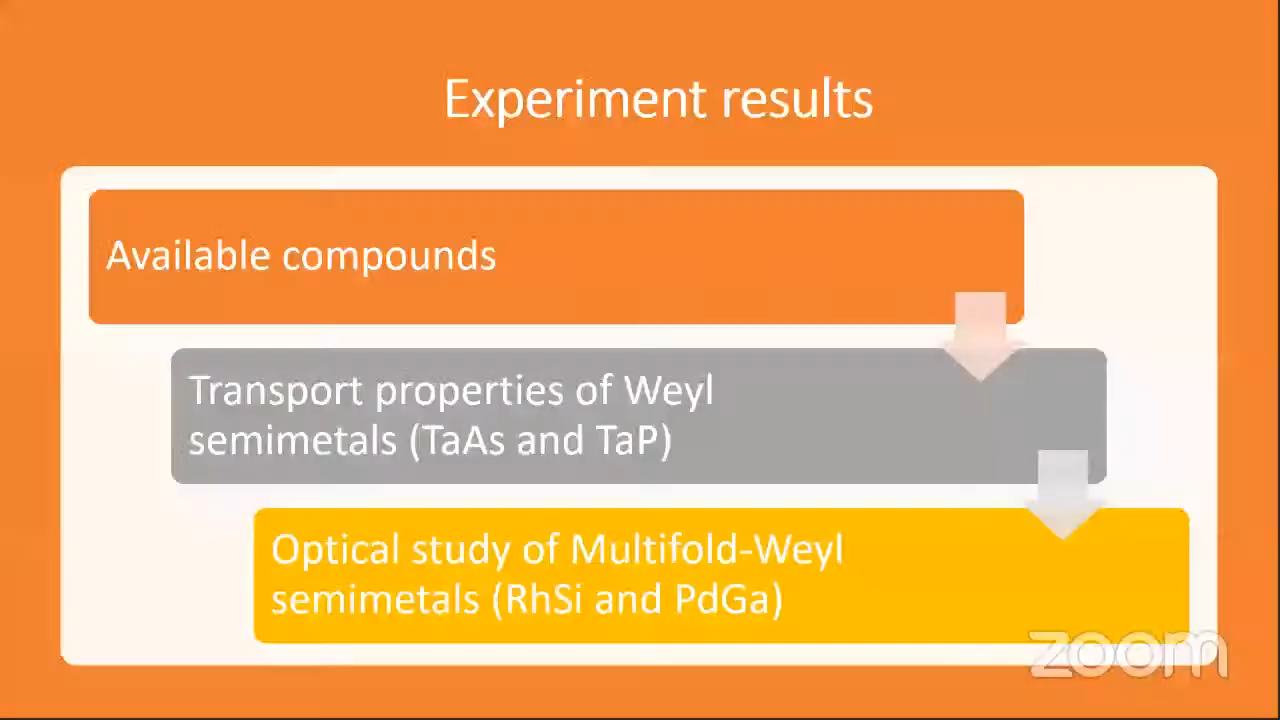 Experiment results
Available compounds
Transport properties of Weyl
semimetals (TaAs and TaP)
Optical study of Multifold-Weyl
semimetals (RhSi and PdGa)
zoom